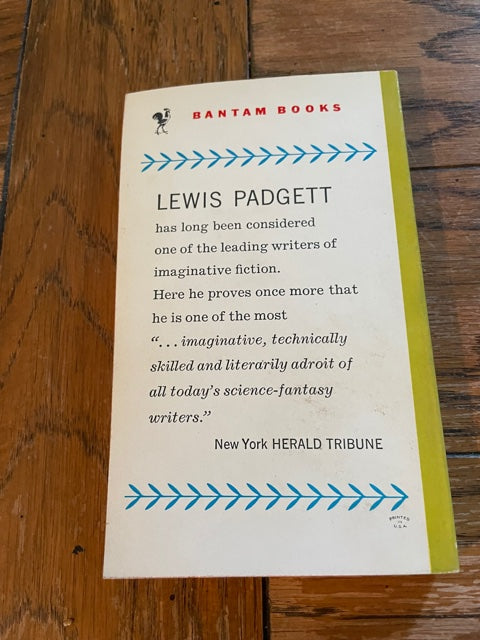 BANTAM BOOKS
LEWIS PADGETT
has long been considered
one of the leading writers of
imaginative fiction.
Here he proves once more that
he is one of the most
“... imaginative, technically
skilled and literarily adroit of
all today’s science-fantasy
writers.”
New York HERALD TRIBUNE
PRINTED
IN
U.S.A.